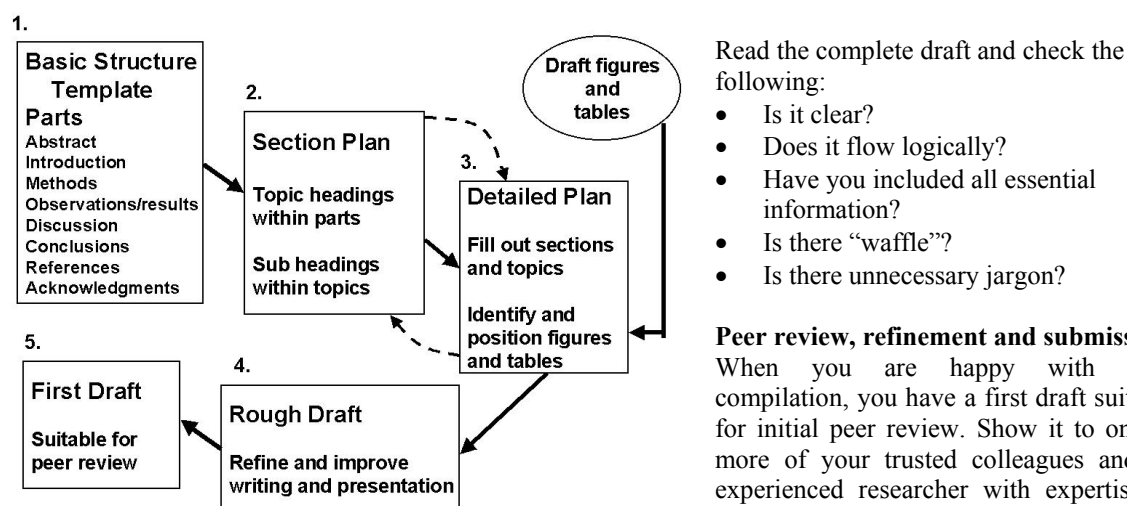 1.
Basic Structure
Template
Parts
Abstract
Introduction
Methods
Observations/results
Discussion
Conclusions
References
Acknowledgments
2.
Section Plan
Topic headings
within parts
Sub headings
within topics
Draft figures
and
tables
3.
Detailed Plan
Fill out sections
and topics
Identify and
position figures
and tables
4.
Rough Draft
Refine and improve
writing and presentation
5.
First Draft
Suitable for
peer review
Read the complete draft and check the
following:
• Is it clear?
• Does it flow logically?
• Have you included all essential
information?
• Is there “waffle”?
• Is there unnecessary jargon?
Peer review, refinement and submiss
When you are happy with
compilation, you have a first draft suit
for initial peer review. Show it to on
more of your trusted colleagues and
experienced researcher with expertis